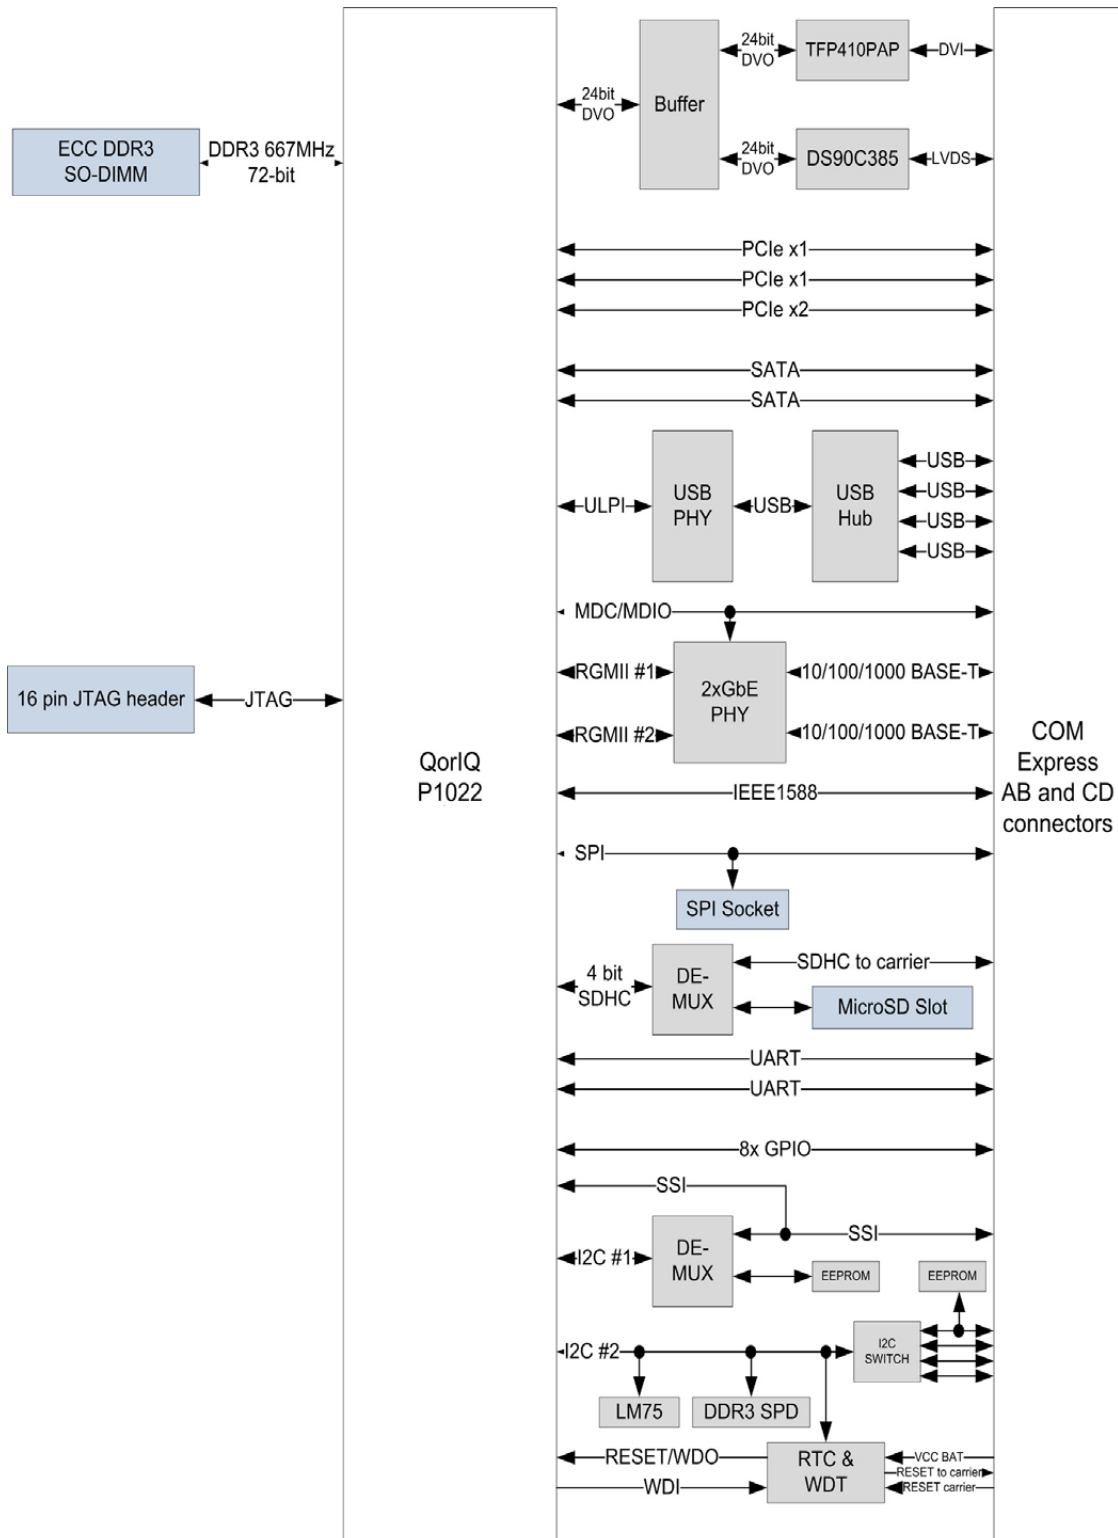 24bit
DVO
TFP410PAP
DVI
24bit
DVO
Buffer
24bit
DVO
DS90C385
LVDS
ECC DDR3
SO-DIMM
DDR3 667MHz
72-bit
PCIe x1
PCIe x1
PCIe x2
SATA
SATA
ULPI
USB
PHY
USB
USB
Hub
USB
USB
USB
USB
MDC/MDIO
RGMII #1
RGMII #2
2xGbE
PHY
10/100/1000 BASE-T
10/100/1000 BASE-T
16 pin JTAG header
JTAG
QorIQ
P1022
COM
Express
AB and CD
connectors
IEEE1588
SPI
SPI Socket
4 bit
SDHC
DE-
MUX
SDHC to carrier
MicroSD Slot
UART
UART
8x GPIO
SSI
SSI
I2C #1
DE-
MUX
EEPROM
EEPROM
I2C #2
I2C
SWITCH
LM75
DDR3 SPD
RESET/WDO
WDI
RTC &
WDT
VCC BAT
RESET to carrier
RESET carrier